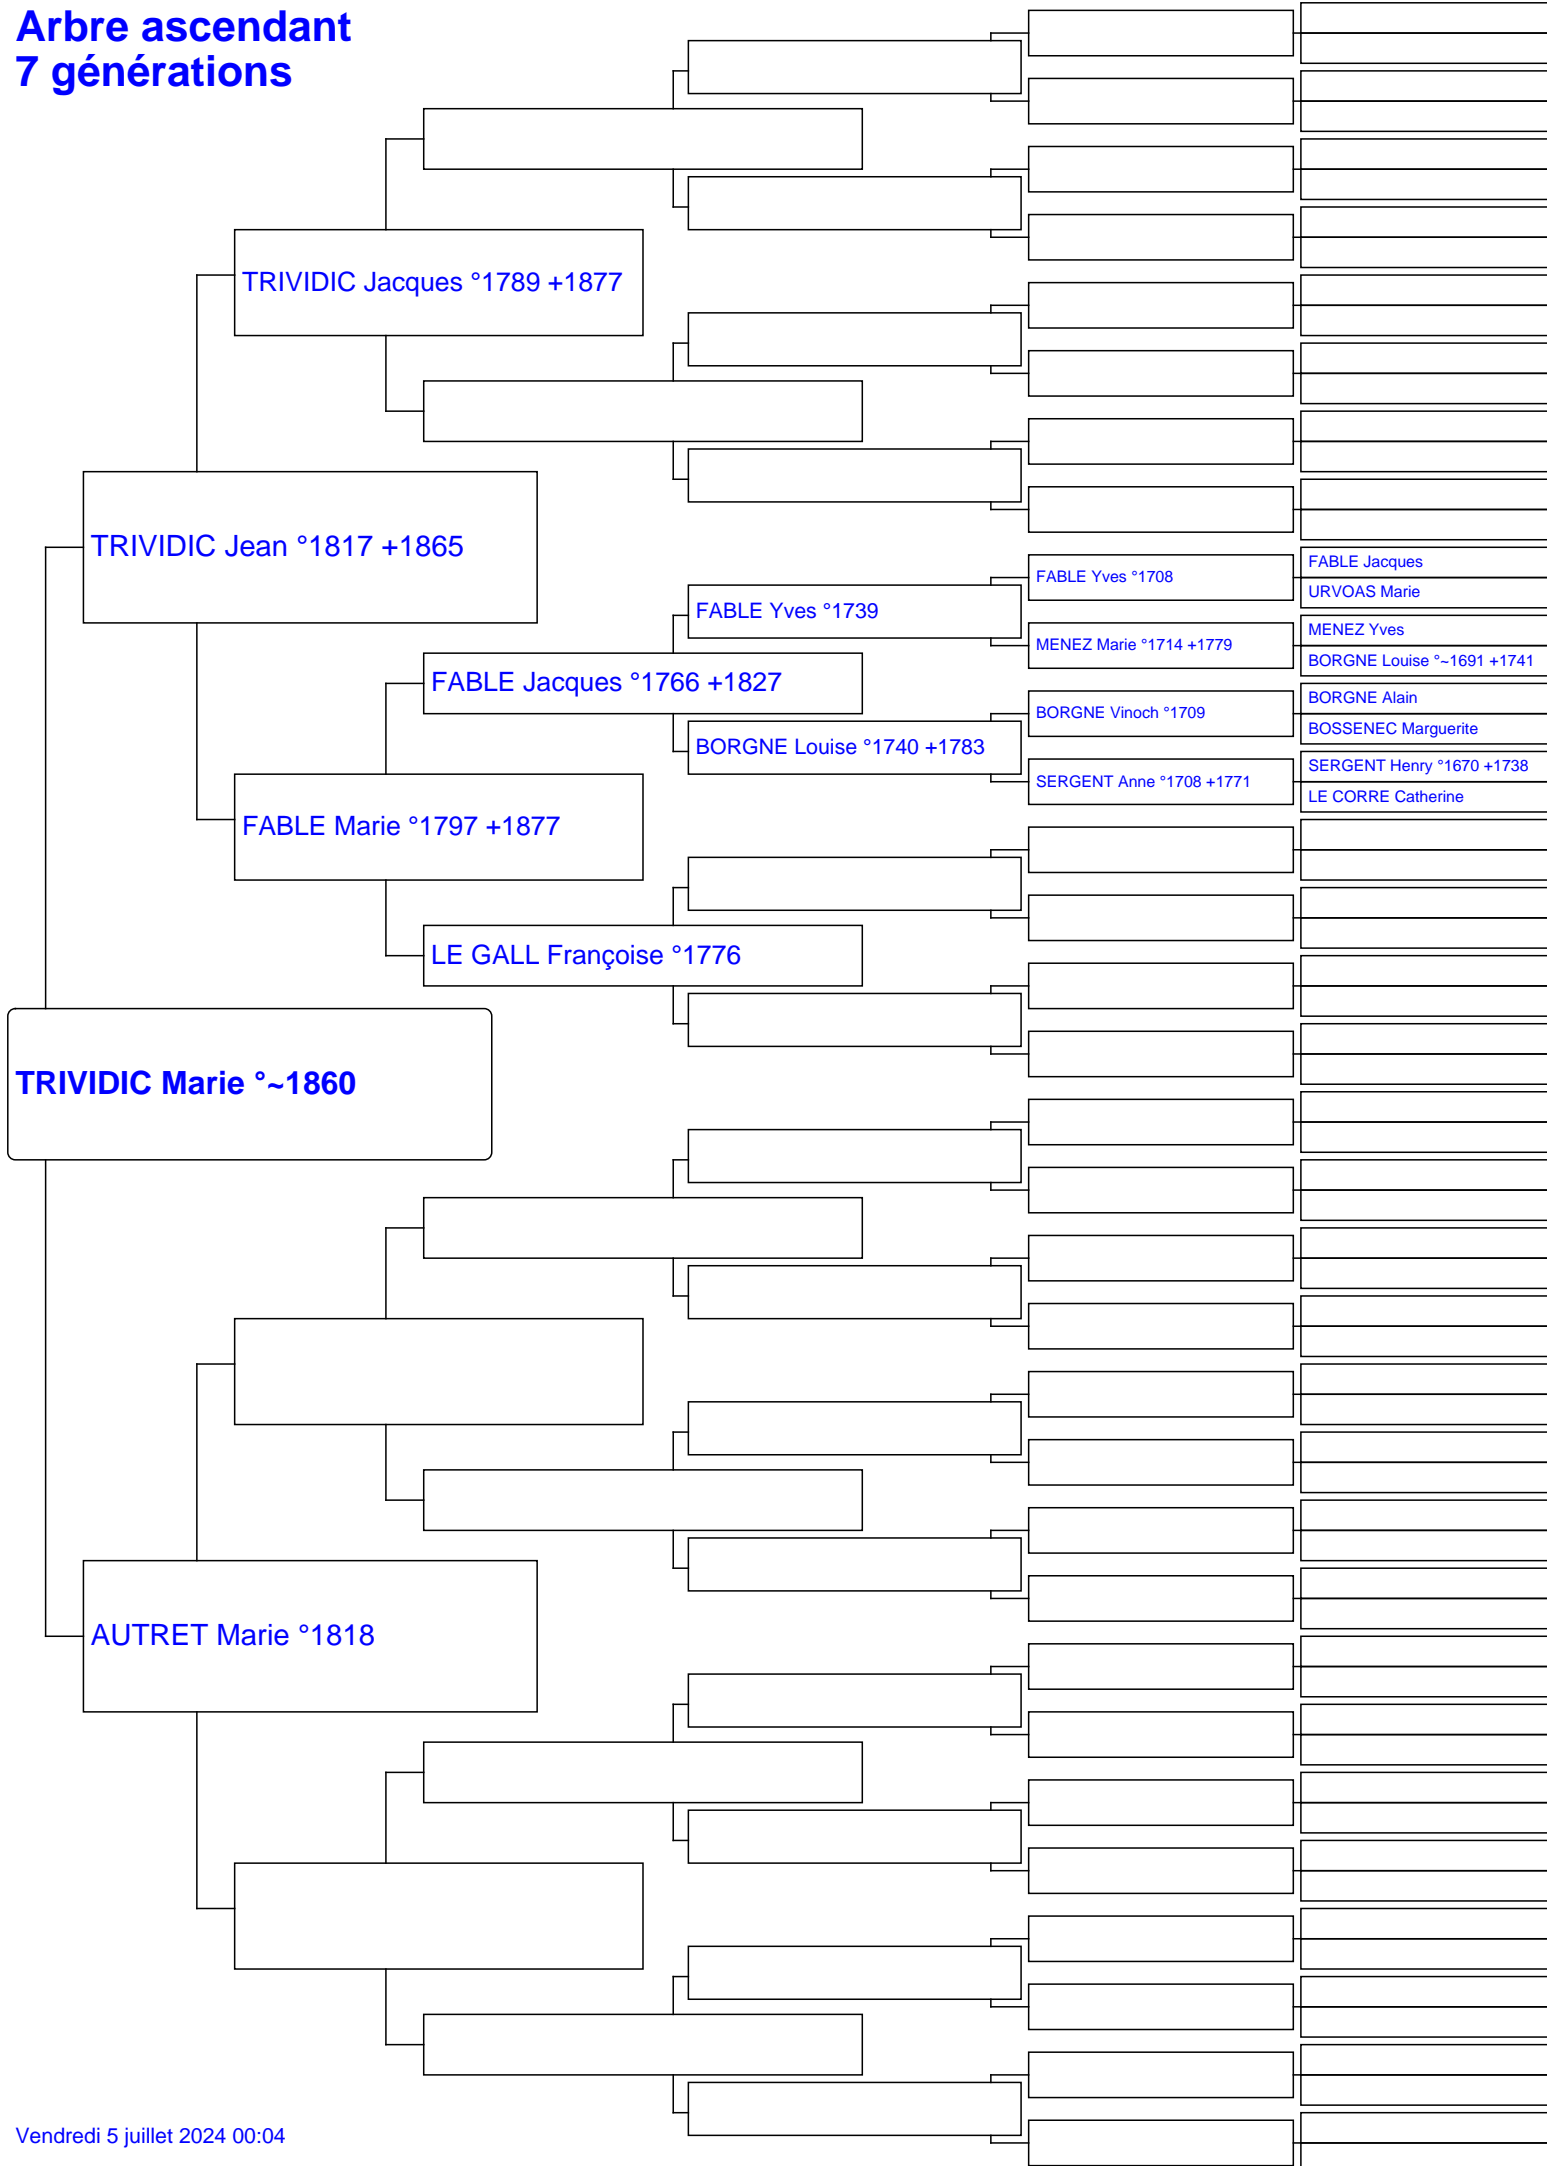 Arbre ascendant
7 générations
TRIVIDIC Jacques °1789 +1877
TRIVIDIC Jean °1817 +1865
FABLE Yves °1708
FABLE Jacques
URVOAS Marie
FABLE Yves °1739
MENEZ Marie °1714 +1779
MENEZ Yves
BORGNE Louise °~1691 +1741
FABLE Jacques °1766 +1827
BORGNE Vinoch °1709
BORGNE Alain
BOSSENEC Marguerite
BORGNE Louise °1740 +1783
SERGENT Anne °1708 +1771
SERGENT Henry °1670 +1738
LE CORRE Catherine
FABLE Marie °1797 +1877
LE GALL Françoise °1776
TRIVIDIC Marie °~1860
AUTRET Marie °1818
Vendredi 5 juillet 2024 00:04